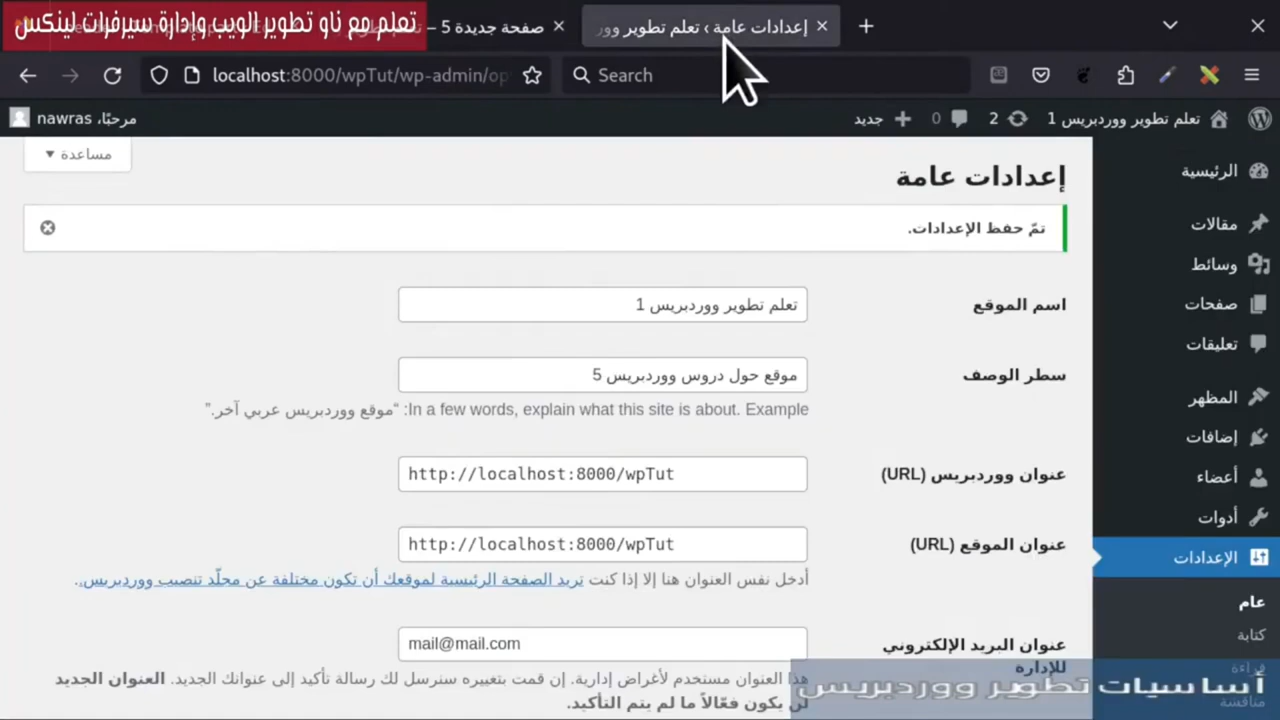 تعلم مع ناو تطوير الويب وإدارة سيرفرات لينكس
صفحة جديدة 5 –
إعدادات عامة ‹ تعلم تطوير وور
localhost:8000/wpTut/wp-admin/op
Search
تعلم تطوير ووردبريس 1
2
0
جديد
مرحبًا، nawras
مساعدة
إعدادات عامة
تمّ حفظ الإعدادات.
اسم الموقع
تعلم تطوير ووردبريس 1
سطر الوصف
موقع حول دروس ووردبريس 5
In a few words, explain what this site is about. Example: “موقع ووردبريس عربي آخر.”
عنوان ووردبريس (URL)
http://localhost:8000/wpTut
عنوان الموقع (URL)
http://localhost:8000/wpTut
أدخل نفس العنوان هنا إلا إذا كنت تريد الصفحة الرئيسية لموقعك أن تكون مختلفة عن مجلّد تنصيب ووردبريس.
عنوان البريد الإلكتروني
للإدارة
mail@mail.com
هذا العنوان مستخدم لأغراض إدارية. إن قمت بتغييره سنرسل لك رسالة تأكيد إلى عنوانك الجديد. العنوان الجديد
لن يكون فعّالاً ما لم يتم التأكيد.
الرئيسية
مقالات
وسائط
صفحات
تعليقات
المظهر
إضافات
أعضاء
أدوات
الإعدادات
عام
كتابة
قراءة
مناقشة
أساسيات تطوير ووردبريس